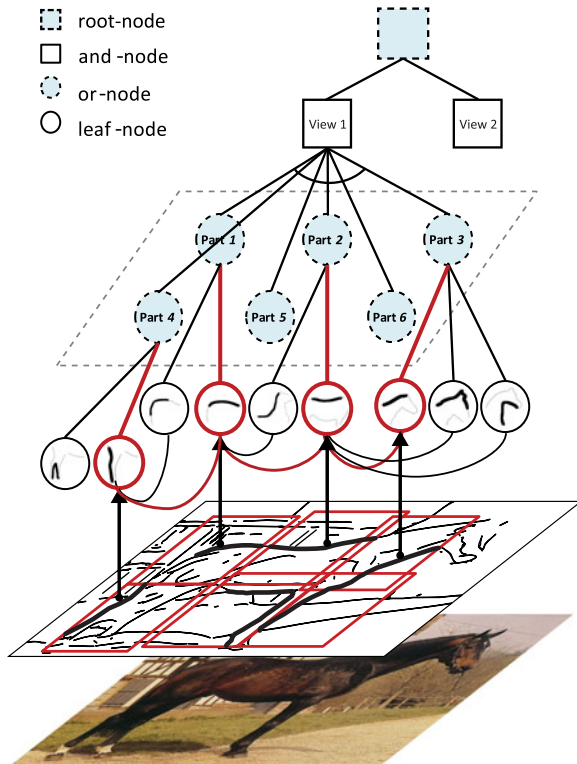 root-node
and -node
or-node
leaf -node
View 1
View 2
Part 1
Part 2
Part 3
Part 4
Part 5
Part 6